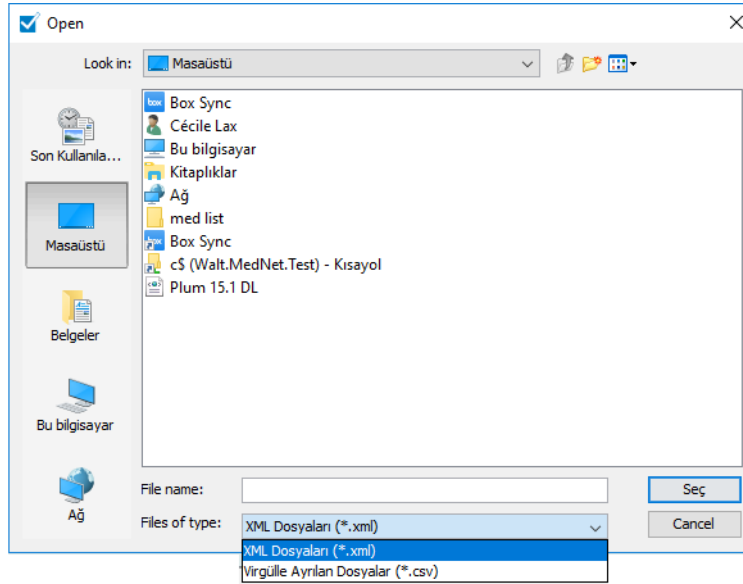 Open
Look in:
Masaüstü
Son Kullanıla...
Masaüstü
Belgeler
Bu bilgisayar
Ağ
box Box Sync
Cécile Lax
Bu bilgisayar
Kitaplıklar
Ağ
med list
box Box Sync
c$ (Walt.MedNet.Test) - Kısayol
Plum 15.1 DL
File name:
Seç
Files of type:
XML Dosyaları (*.xml)
Cancel
XML Dosyaları (*.xml)
Virgülle Ayrılan Dosyalar (*.csv)